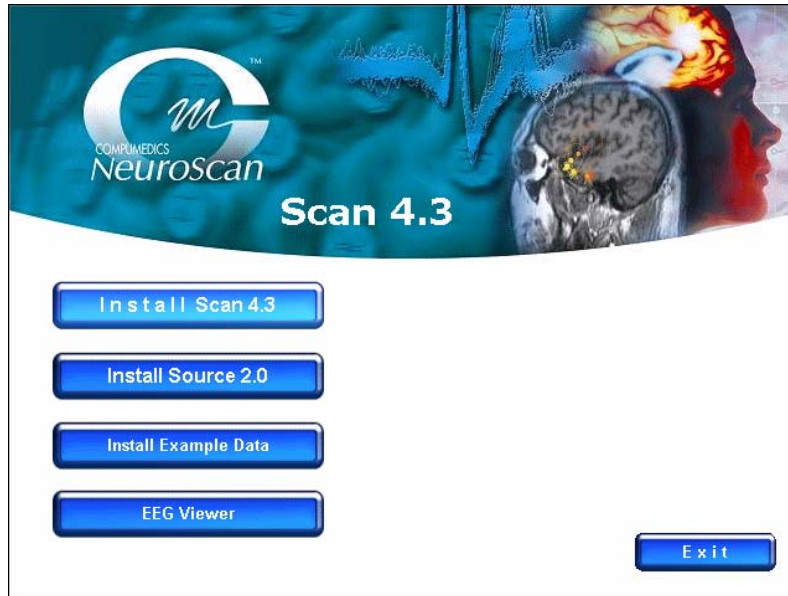 TM
COMPUMEDICS
NeuroScan
Scan 4.3
Install Scan 4.3
Install Source 2.0
Install Example Data
EEG Viewer
Exit